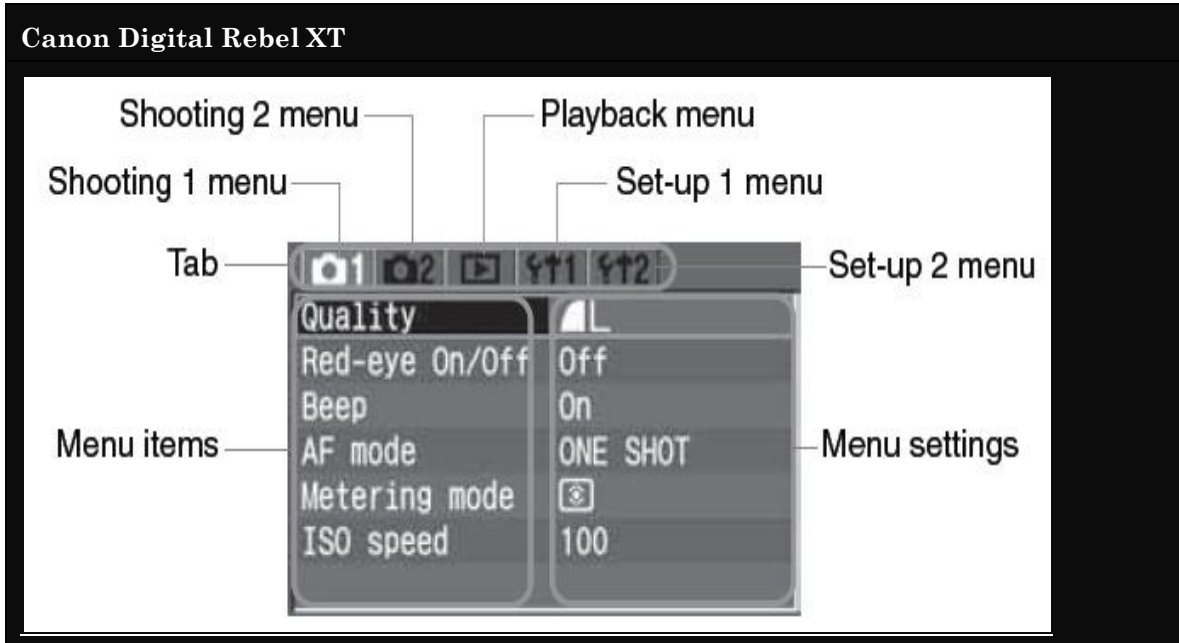 Canon Digital Rebel XT
Shooting 2 menu
Playback menu
Shooting 1 menu
Set-up 1 menu
Tab
1 2 1 2
Set-up 2 menu
Quality L
Red-eye On/Off Off
Beep On
Menu items
AF mode ONE SHOT
Menu settings
Metering mode
ISO speed 100